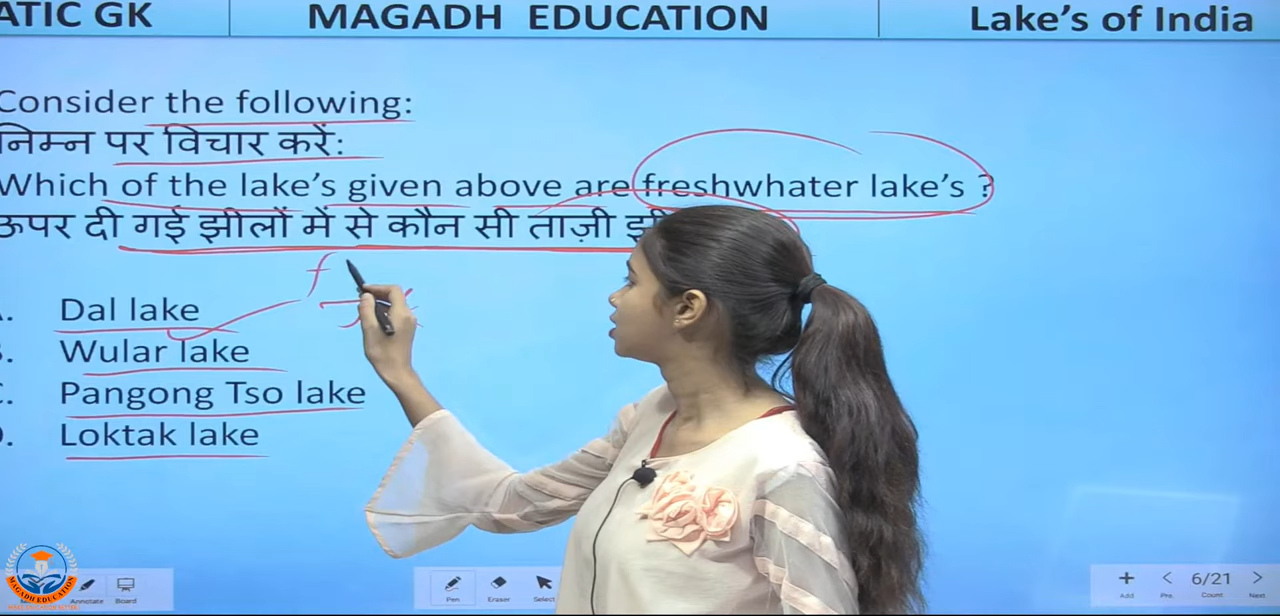 ATIC GK
MAGADH EDUCATION
Lake's of India
Consider the following:
निम्न पर विचार करें:
Which of the lake's given above are freshwhater lake's ?
ऊपर दी गई झीलों में से कौन सी ताज़ी
Dal lake
Wular lake
Pangong Tso lake
Loktak lake
f
MAGADH EDUCATION
Annotate
Board
Pen
Eraser
Select
Add
Pre.
6/21
Count
Next